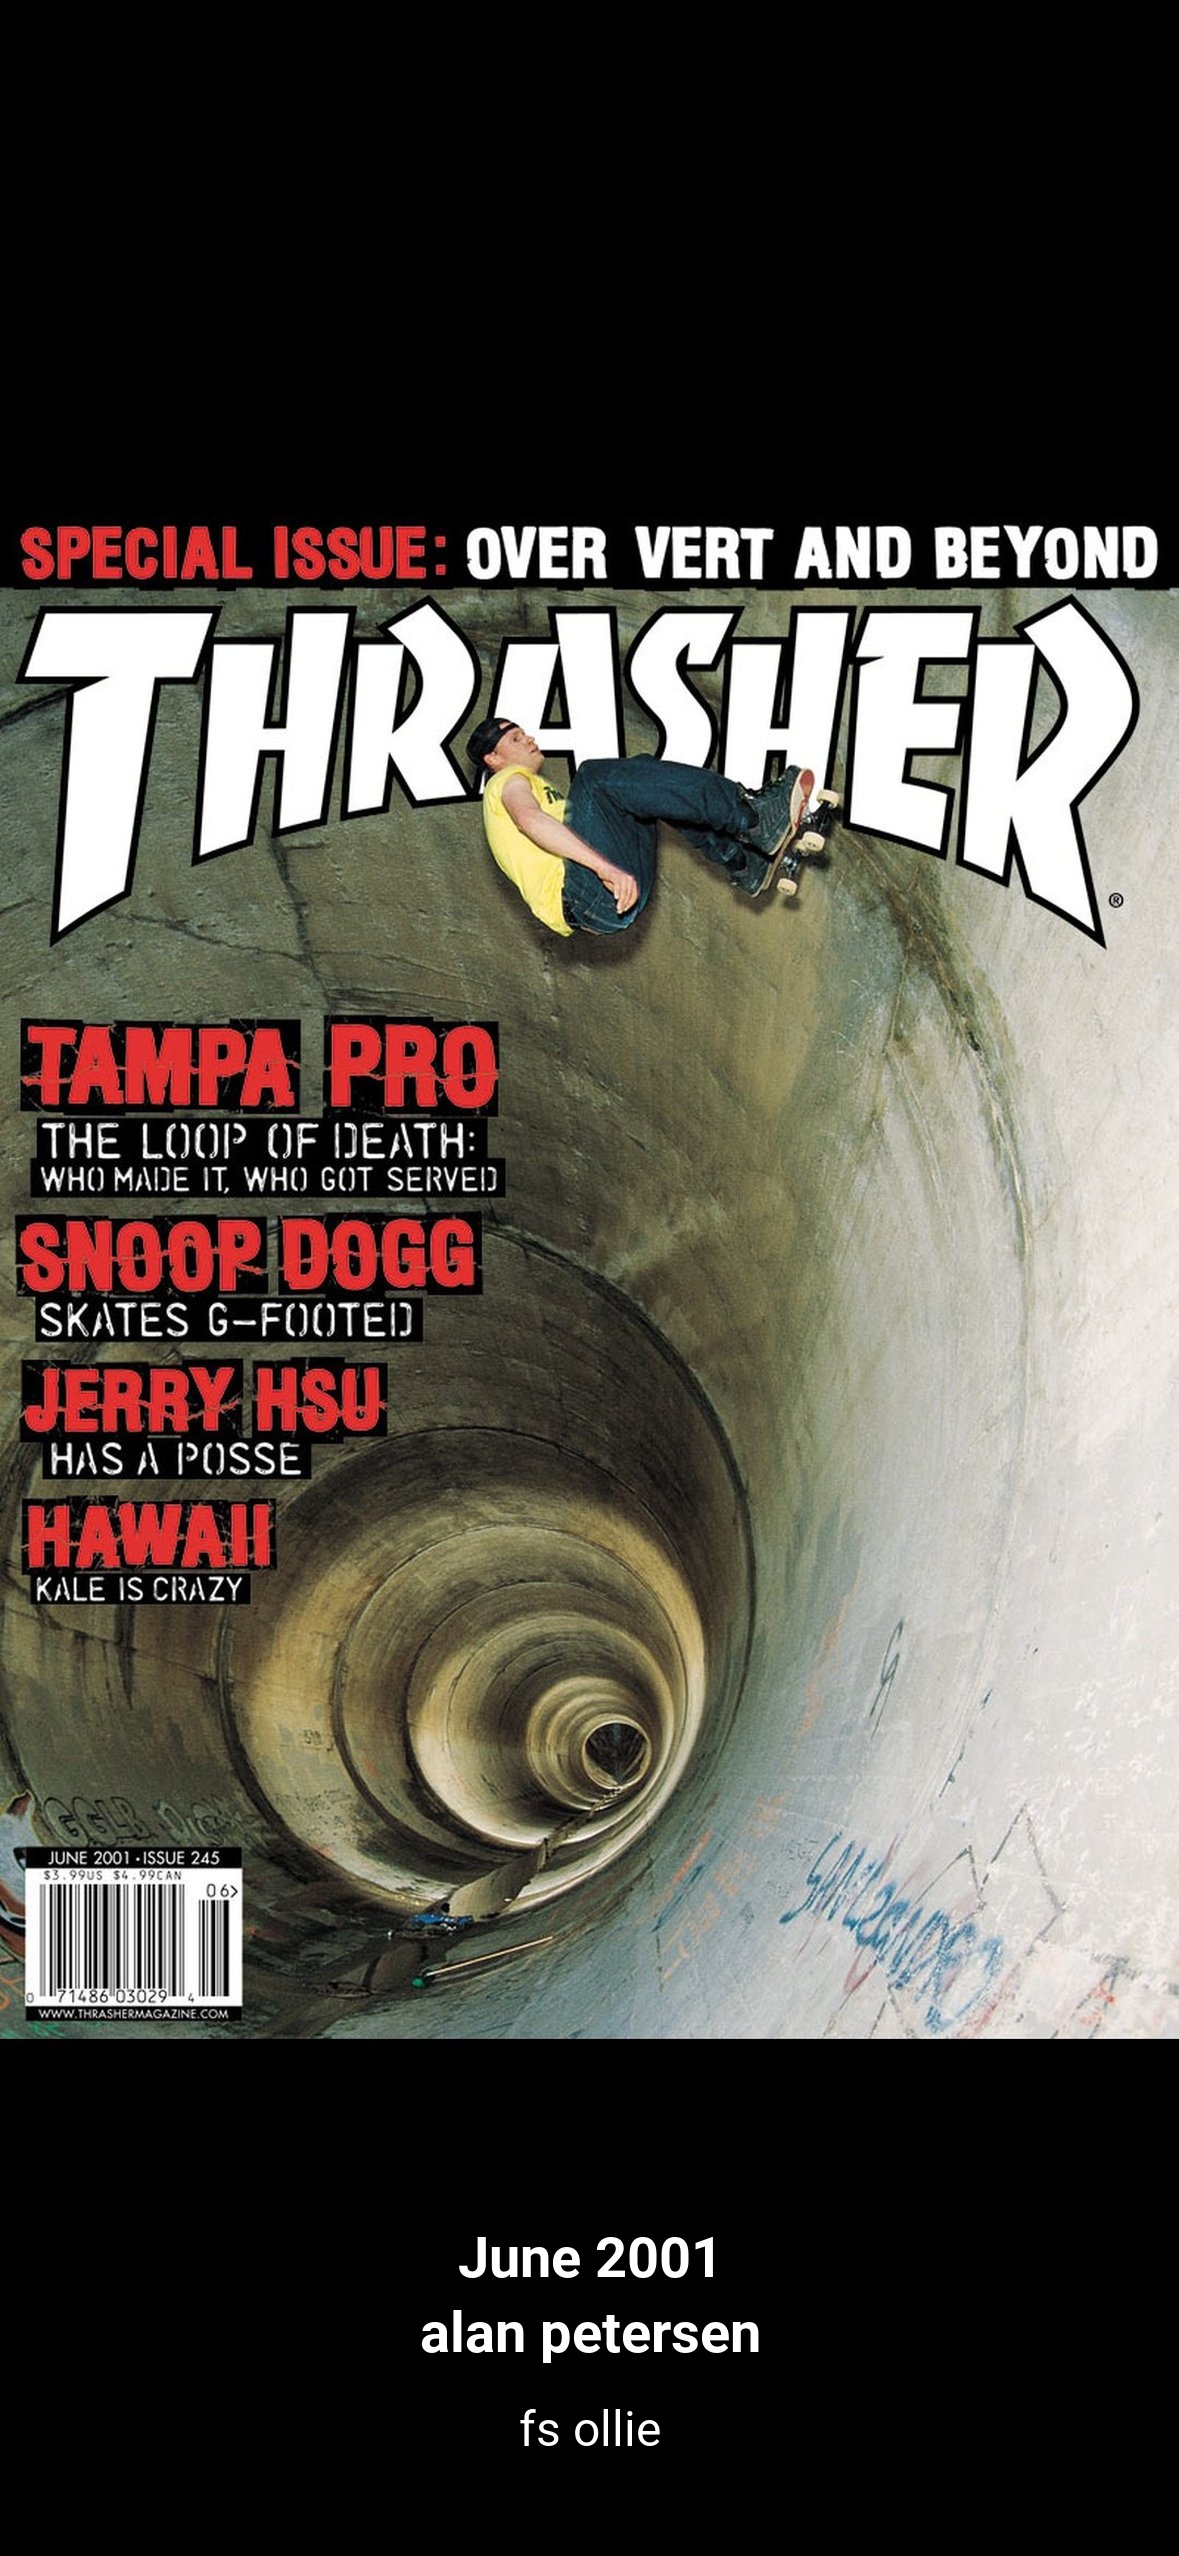 SPECIAL ISSUE: OVER VERT AND BEYOND
THRASHER
®
TAMPA PRO
THE LOOP OF DEATH:
WHO MADE IT, WHO GOT SERVED
SNOOP DOGG
SKATES G-FOOTED
JERRY HSU
HAS A POSSE
HAWAII
KALE IS CRAZY
JUNE 2001 • ISSUE 245
$3.99US $4.99CAN
06>
0 71486 03029 4
WWW.THRASHERMAGAZINE.COM
June 2001
alan petersen
fs ollie